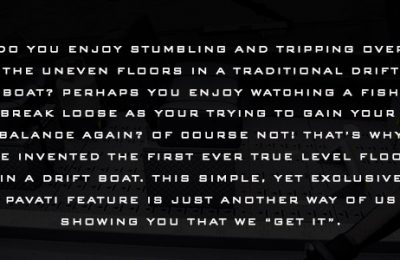 DO YOU ENJOY STUMBLING AND TRIPPING OVER
THE UNEVEN FLOORS IN A TRADITIONAL DRIFT
BOAT? PERHAPS YOU ENJOY WATCHING A FISH
BREAK LOOSE AS YOUR TRYING TO GAIN YOUR
BALANCE AGAIN? OF COURSE NOT! THAT'S WHY
E INVENTED THE FIRST EVER TRUE LEVEL FLOO
IN A DRIFT BOAT. THIS SIMPLE, YET EXCLUSIVE
PAVATI FEATURE IS JUST ANOTHER WAY OF US
SHOWING YOU THAT WE “GET IT”.